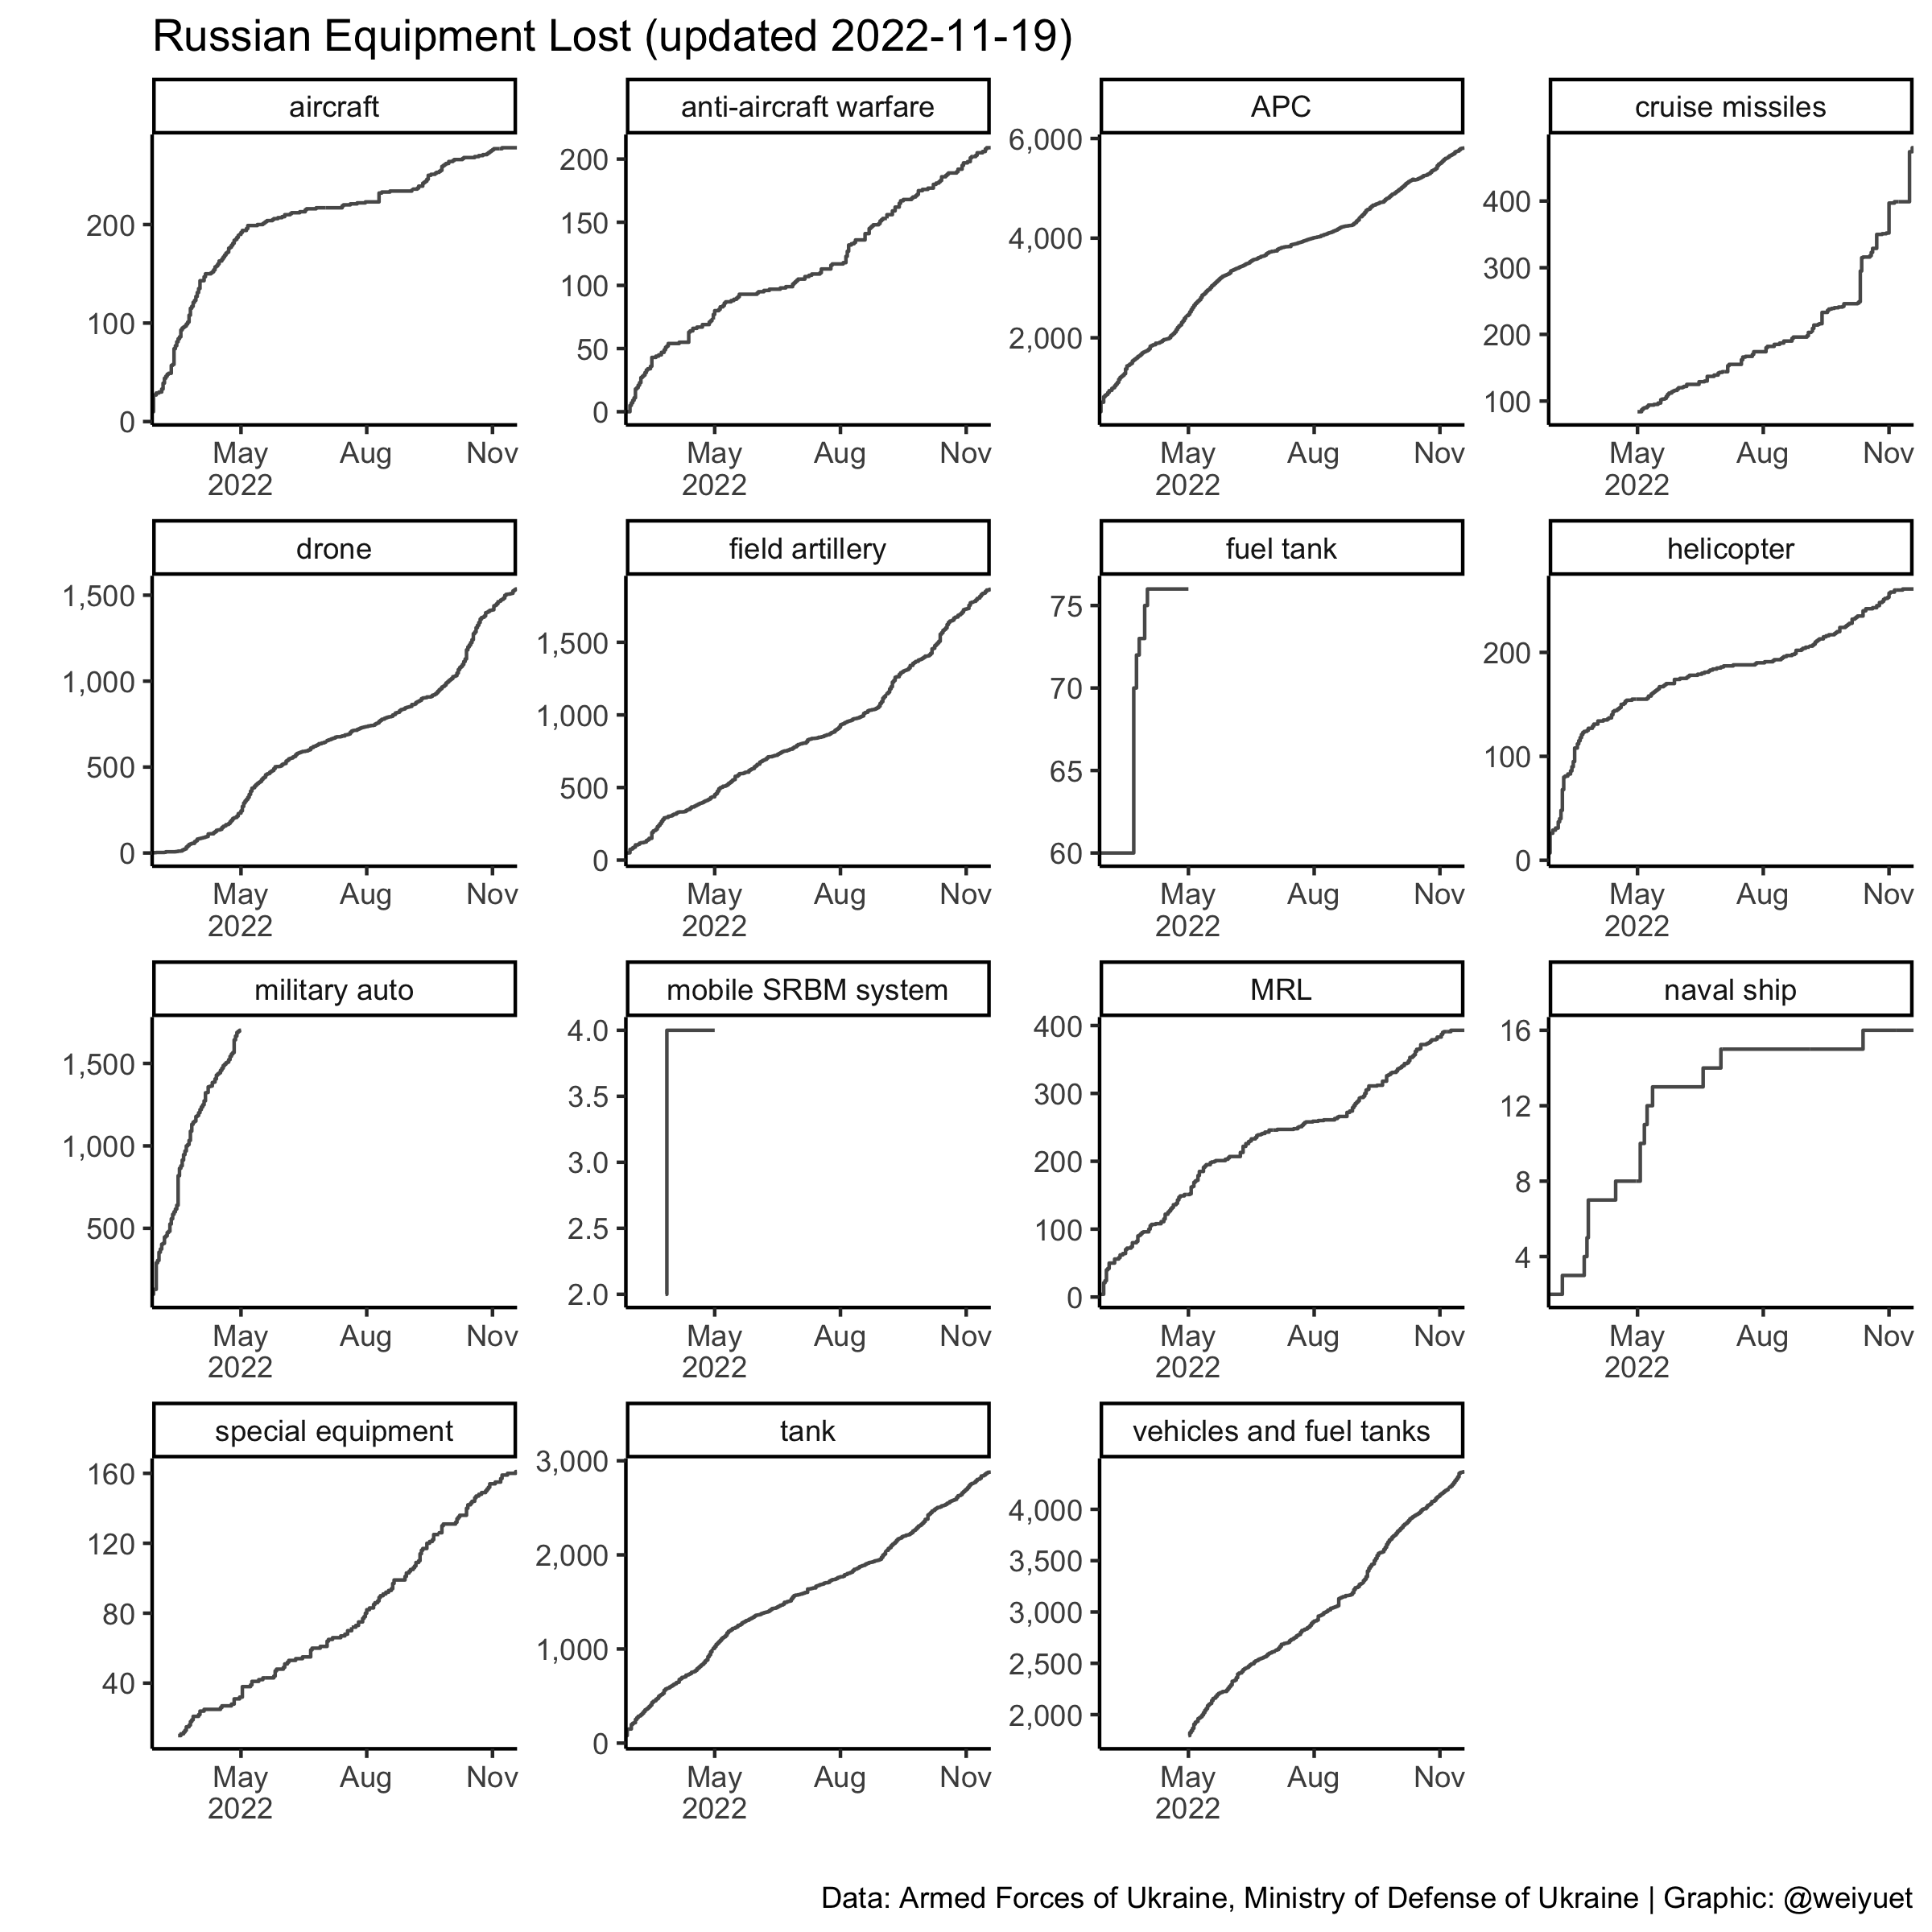 Russian Equipment Lost (updated 2022-11-19)
aircraft
200
100
0
May
2022
Aug
Nov
anti-aircraft warfare
200
150
100
50
0
May
2022
Aug
Nov
APC
6,000
4,000
2,000
May
2022
Aug
Nov
cruise missiles
400
300
200
100
May
2022
Aug
Nov
drone
1,500
1,000
500
0
May
2022
Aug
Nov
field artillery
1,500
1,000
500
0
May
2022
Aug
Nov
fuel tank
75
70
65
60
May
2022
Aug
Nov
helicopter
200
100
0
May
2022
Aug
Nov
military auto
1,500
1,000
500
May
2022
Aug
Nov
mobile SRBM system
4.0
3.5
3.0
2.5
2.0
May
2022
Aug
Nov
MRL
400
300
200
100
0
May
2022
Aug
Nov
naval ship
16
12
8
4
May
2022
Aug
Nov
special equipment
160
120
80
40
May
2022
Aug
Nov
tank
3,000
2,000
1,000
0
May
2022
Aug
Nov
vehicles and fuel tanks
4,000
3,500
3,000
2,500
2,000
May
2022
Aug
Nov
Data: Armed Forces of Ukraine, Ministry of Defense of Ukraine | Graphic: @weiyuet